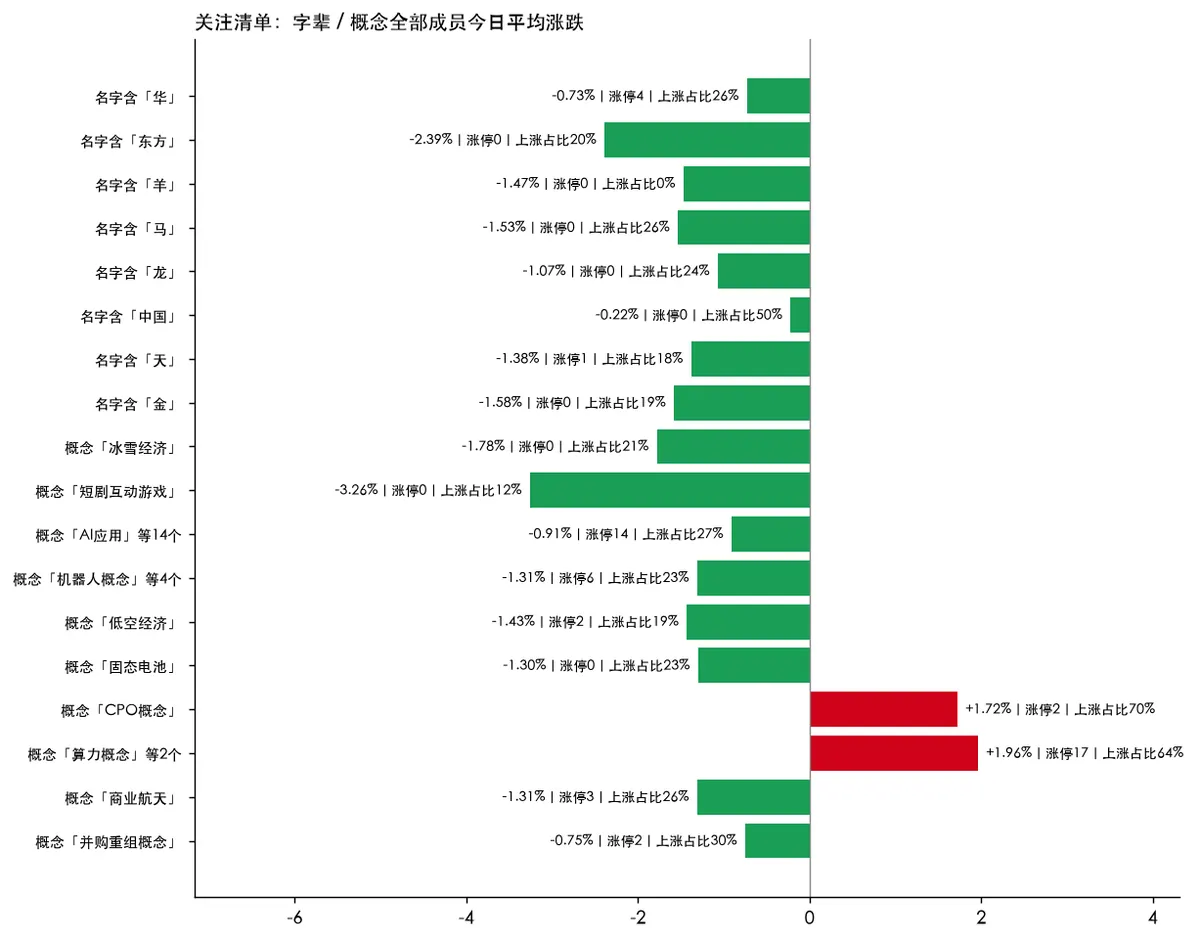 关注清单：字辈 / 概念全部成员今日平均涨跌
名字含「华」 -0.73% | 涨停4 | 上涨占比26%
名字含「东方」 -2.39% | 涨停0 | 上涨占比20%
名字含「羊」 -1.47% | 涨停0 | 上涨占比0%
名字含「马」 -1.53% | 涨停0 | 上涨占比26%
名字含「龙」 -1.07% | 涨停0 | 上涨占比24%
名字含「中国」 -0.22% | 涨停0 | 上涨占比50%
名字含「天」 -1.38% | 涨停1 | 上涨占比18%
名字含「金」 -1.58% | 涨停0 | 上涨占比19%
概念「冰雪经济」 -1.78% | 涨停0 | 上涨占比21%
概念「短剧互动游戏」 -3.26% | 涨停0 | 上涨占比12%
概念「AI应用」等14个 -0.91% | 涨停14 | 上涨占比27%
概念「机器人概念」等4个 -1.31% | 涨停6 | 上涨占比23%
概念「低空经济」 -1.43% | 涨停2 | 上涨占比19%
概念「固态电池」 -1.30% | 涨停0 | 上涨占比23%
概念「CPO概念」 +1.72% | 涨停2 | 上涨占比70%
概念「算力概念」等2个 +1.96% | 涨停17 | 上涨占比64%
概念「商业航天」 -1.31% | 涨停3 | 上涨占比26%
概念「并购重组概念」 -0.75% | 涨停2 | 上涨占比30%
-6 -4 -2 0 2 4